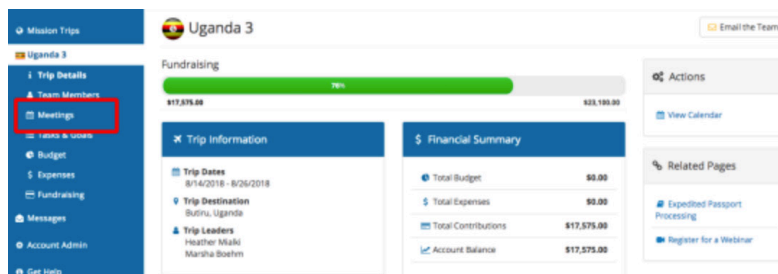 Mission Trips
Uganda 3
Trip Details
Team Members
Meetings
Tasks & Goals
Budget
Expenses
Fundraising
Messages
Account Admin
Get Help
Uganda 3
Email the Team
Fundraising
76%
$17,575.00
$23,100.00
Trip Information
Trip Dates
8/14/2018 - 8/26/2018
Trip Destination
Butiru, Uganda
Trip Leaders
Heather Mialki
Marsha Boehm
$ Financial Summary
Total Budget $0.00
$ Total Expenses $0.00
Total Contributions $17,575.00
Account Balance $17,575.00
Actions
View Calendar
Related Pages
Expedited Passport
Processing
Register for a Webinar